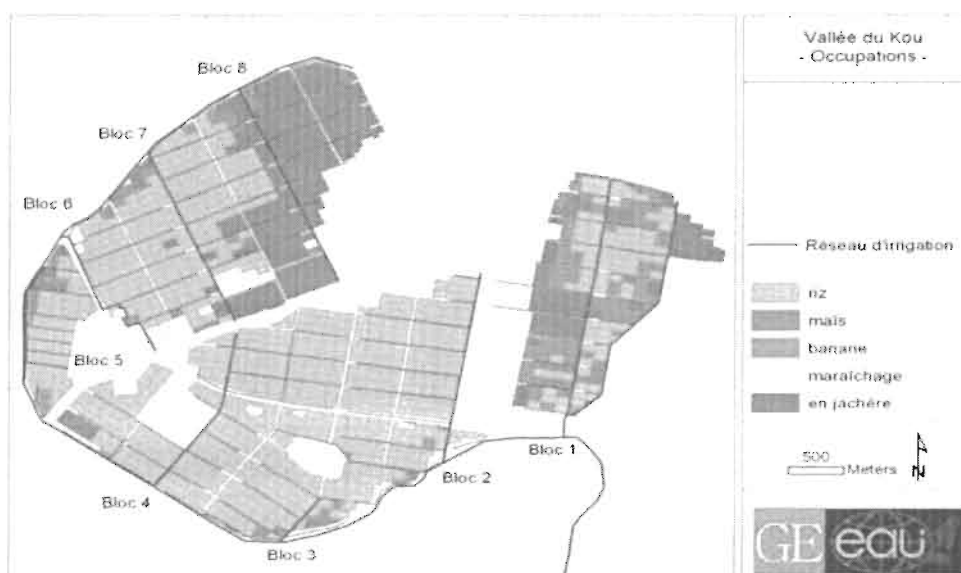 Vallée du Kou
- Occupations -
Bloc 8
Bloc 7
Bloc 6
Bloc 5
Bloc 4
Bloc 3
Bloc 2
Bloc 1
Réseau d'irrigation
riz
maïs
banane
maraîchage
en jachère
500
Meters
N
GE eau